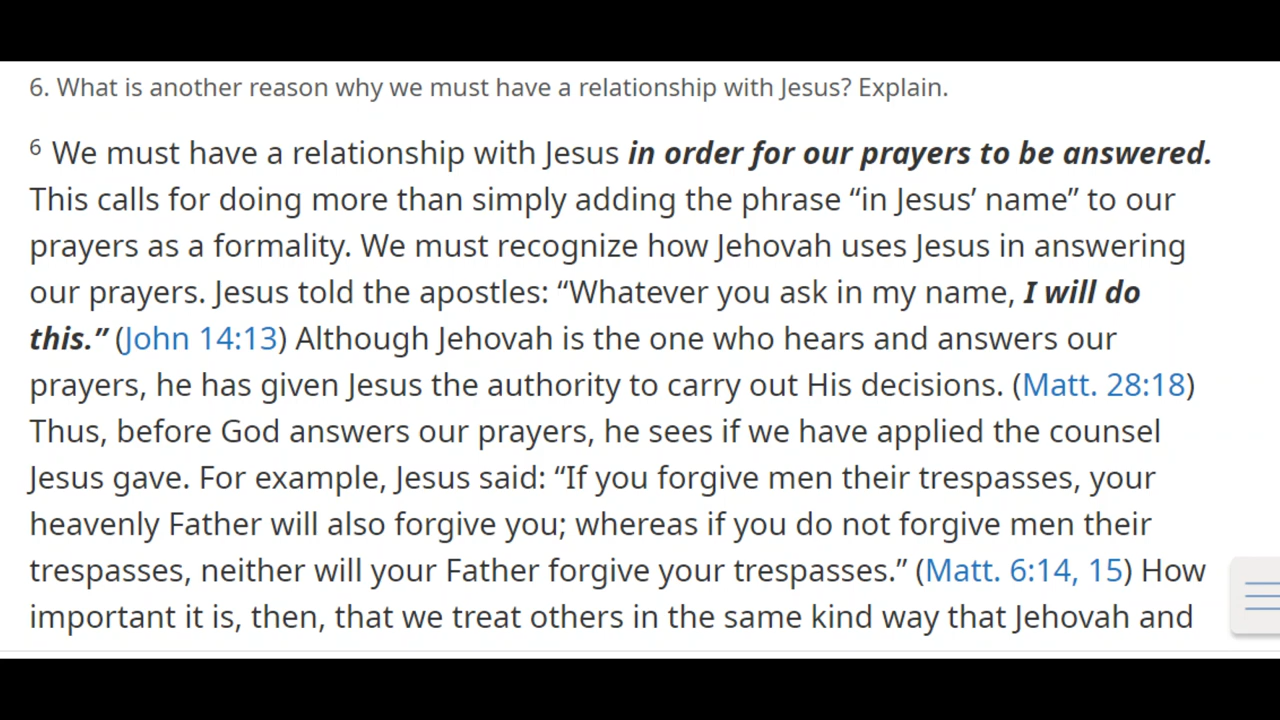 6. What is another reason why we must have a relationship with Jesus? Explain.
6 We must have a relationship with Jesus in order for our prayers to be answered.
This calls for doing more than simply adding the phrase “in Jesus’ name” to our
prayers as a formality. We must recognize how Jehovah uses Jesus in answering
our prayers. Jesus told the apostles: “Whatever you ask in my name, I will do
this.” (John 14:13) Although Jehovah is the one who hears and answers our
prayers, he has given Jesus the authority to carry out His decisions. (Matt. 28:18)
Thus, before God answers our prayers, he sees if we have applied the counsel
Jesus gave. For example, Jesus said: “If you forgive men their trespasses, your
heavenly Father will also forgive you; whereas if you do not forgive men their
trespasses, neither will your Father forgive your trespasses.” (Matt. 6:14, 15) How
important it is, then, that we treat others in the same kind way that Jehovah and